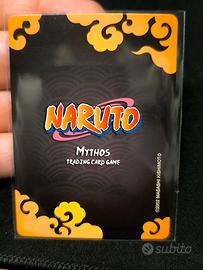 NARUTO
MYTHOS
TRADING CARD GAME
©2002 MASASHI KISHIMOTO
subito